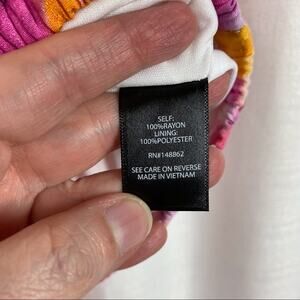 SELF:
100%RAYON
LINING:
100%POLYESTER
RN#148862
SEE CARE ON REVERSE
MADE IN VIETNAM